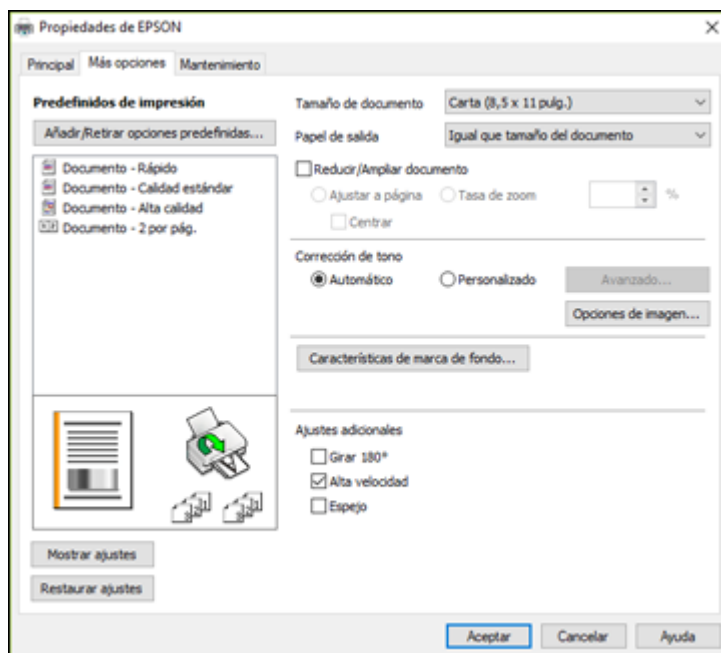 Propiedades de EPSON
Principal
Más opciones
Mantenimiento
Predefinidos de impresión
Añadir/Retirar opciones predefinidas...
Documento - Rápido
Documento - Calidad estándar
Documento - Alta calidad
Documento - 2 por pág.
Mostrar ajustes
Restaurar ajustes
Tamaño de documento
Carta (8,5 x 11 pulg.)
Papel de salida
Igual que tamaño del documento
Reducir/Ampliar documento
Ajustar a página
Tasa de zoom
%
Centrar
Corrección de tono
Automático
Personalizado
Avanzado...
Opciones de imagen...
Características de marca de fondo...
Ajustes adicionales
Girar 180°
Alta velocidad
Espejo
Aceptar
Cancelar
Ayuda